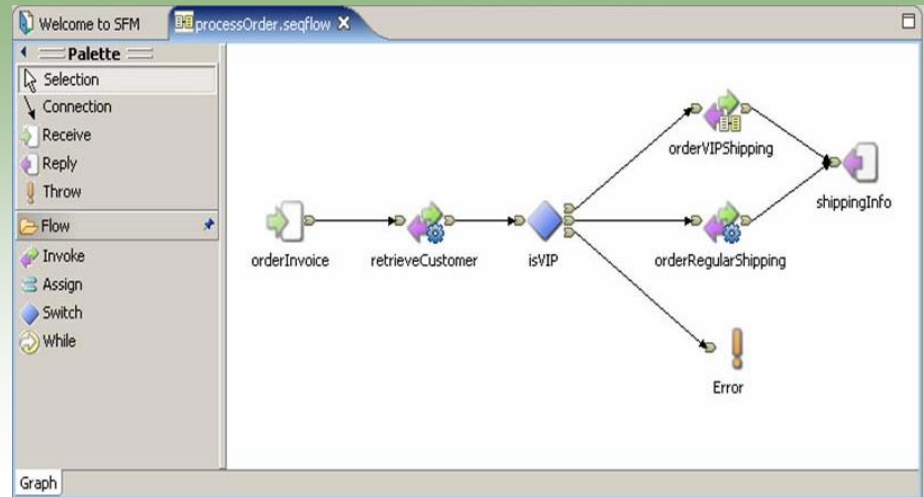 Welcome to SFM
processOrder.seqflow
Palette
Selection
Connection
Receive
Reply
Throw
Flow
Invoke
Assign
Switch
While
orderVIPShipping
shippingInfo
orderInvoice
retrieveCustomer
isVIP
orderRegularShipping
Error
Graph